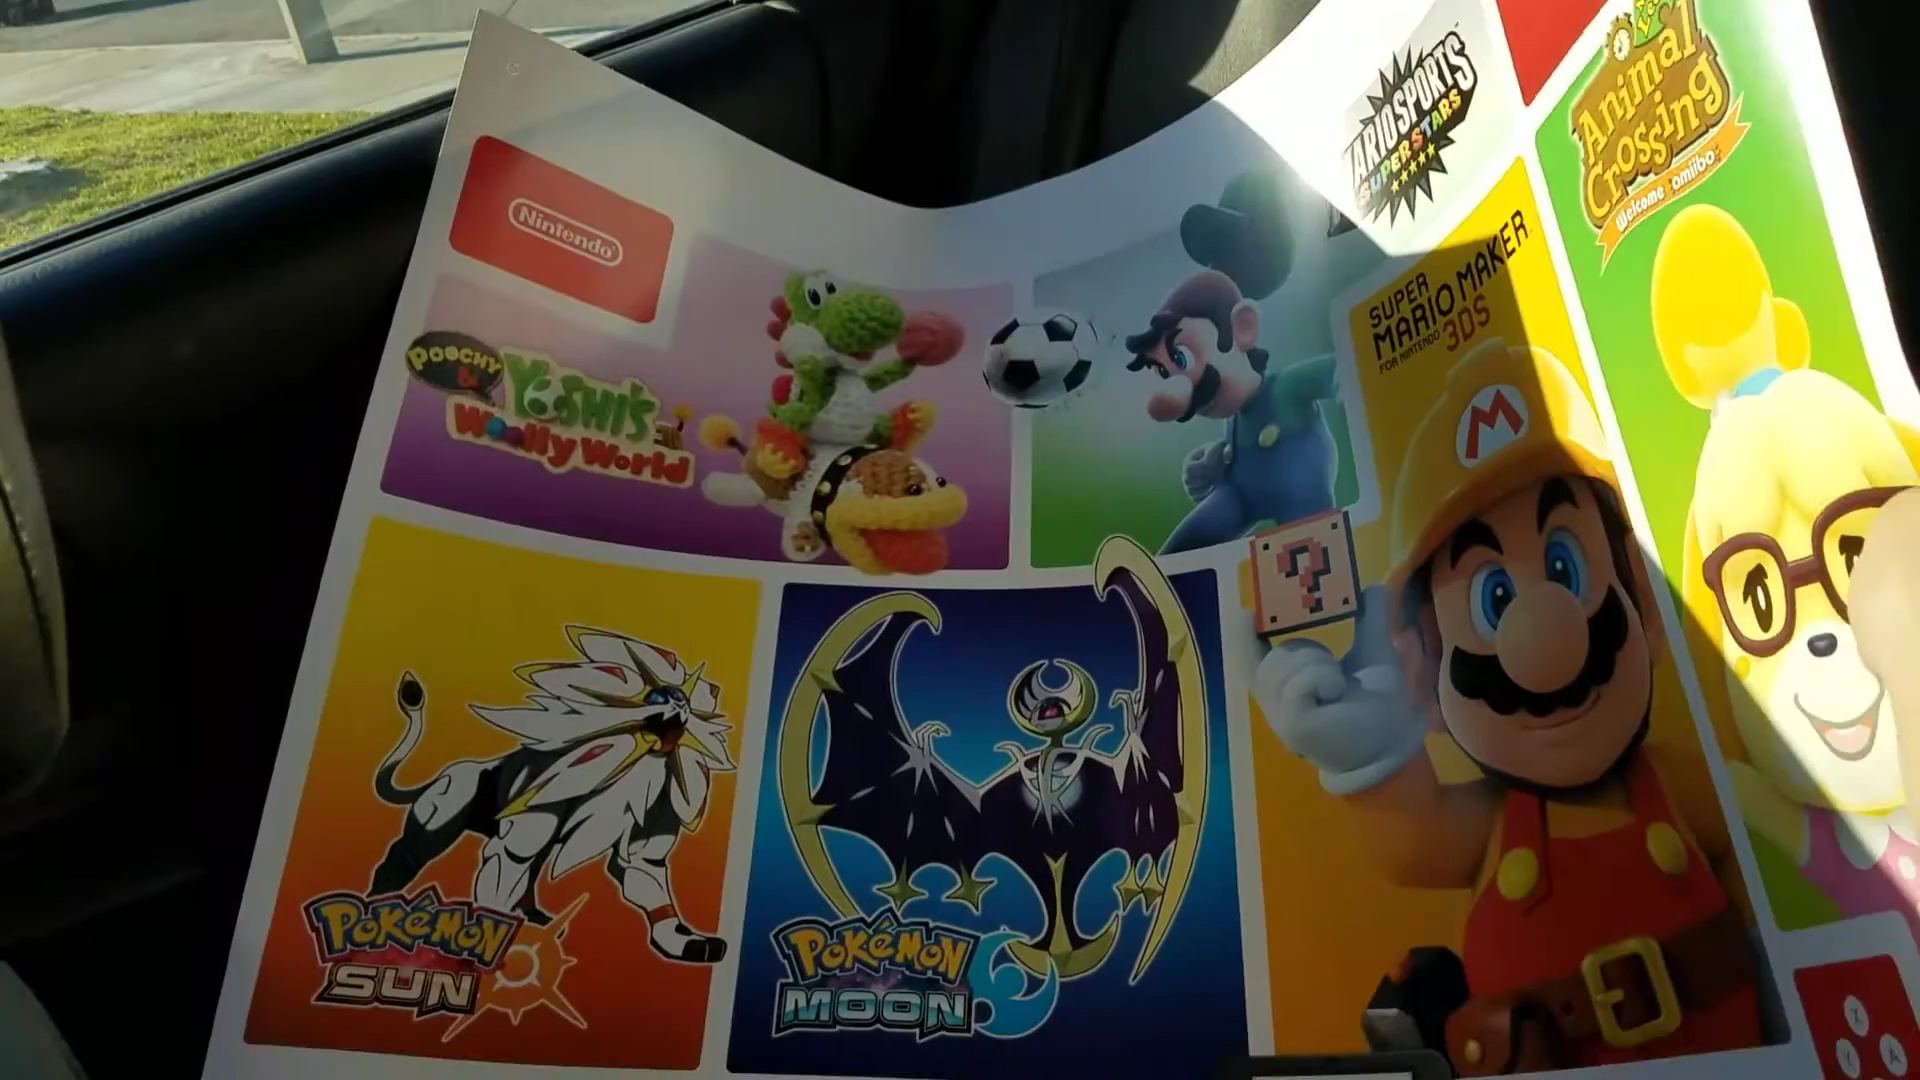 Nintendo
POOCHY
&
YOSHI'S
Woolly World
MARIO SPORTS
SUPERSTARS
SUPER
MARIO MAKER
FOR NINTENDO 3DS
Animal
Crossing
Welcome amiibo
POKéMON
SUN
POKéMON
MOON
M
?
X
Y
A